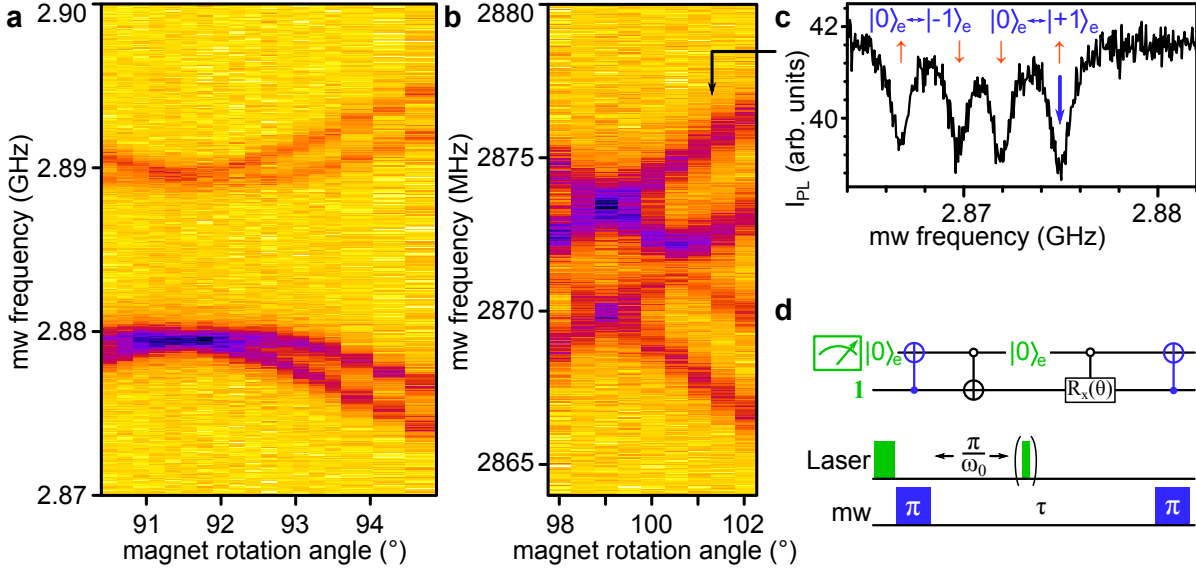 a
2.90
2.89
2.88
2.87
mw frequency (GHz)
91 92 93 94
magnet rotation angle (°)
b
2880
2875
2870
2865
mw frequency (MHz)
98 100 102
magnet rotation angle (°)
c
|0⟩e↔|-1⟩e |0⟩e↔|+1⟩e
42
40
I_PL (arb. units)
2.87 2.88
mw frequency (GHz)
d
|0⟩e |0⟩e
1 Rx(θ)
Laser π/ω0
mw π τ π